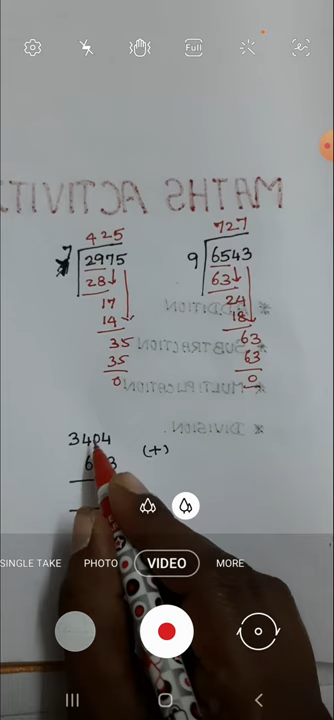 Full
MATHS ACTIVIT
425
7 2975
28
17
14
35
35
0
727
9 6543
63
24
18
63
63
0
* ADDITION
* SUBTRACTION
* MULTIPLICATION
* DIVISION.
3404
(+)
SINGLE TAKE PHOTO VIDEO MORE